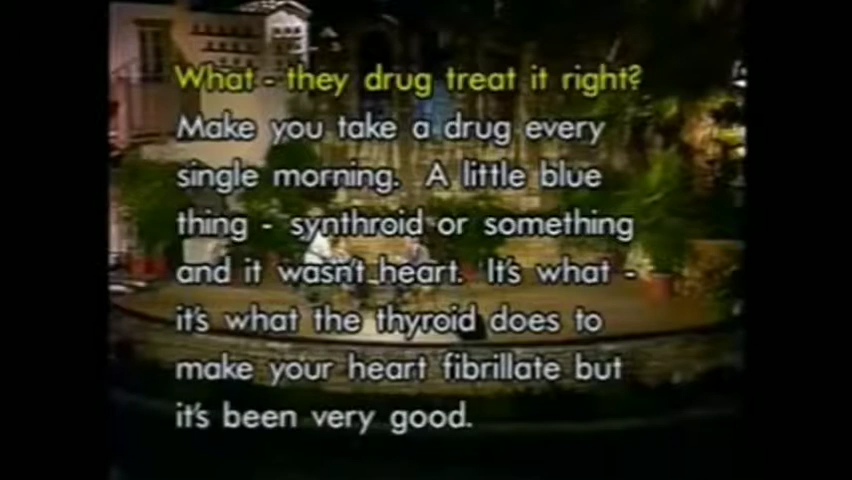 What - they drug treat it right?
Make you take a drug every
single morning. A little blue
thing - synthroid or something
and it wasn't heart. It's what -
it's what the thyroid does to
make your heart fibrillate but
it's been very good.